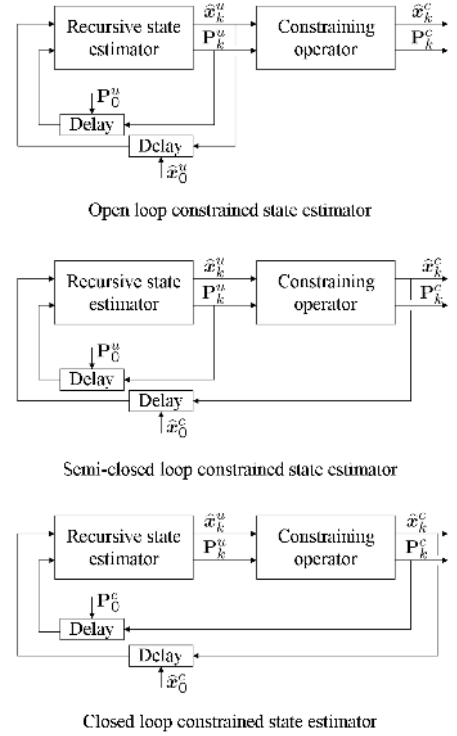 Recursive state
estimator
x̂ᵘₖ
Pᵘₖ
Constraining
operator
x̂ᶜₖ
Pᶜₖ
Pᵘ₀
Delay
Delay
x̂ᵘ₀
Open loop constrained state estimator
Recursive state
estimator
x̂ᵘₖ
Pᵘₖ
Constraining
operator
x̂ᶜₖ
Pᶜₖ
Pᵘ₀
Delay
Delay
x̂ᶜ₀
Semi-closed loop constrained state estimator
Recursive state
estimator
x̂ᵘₖ
Pᵘₖ
Constraining
operator
x̂ᶜₖ
Pᶜₖ
Pᶜ₀
Delay
Delay
x̂ᶜ₀
Closed loop constrained state estimator